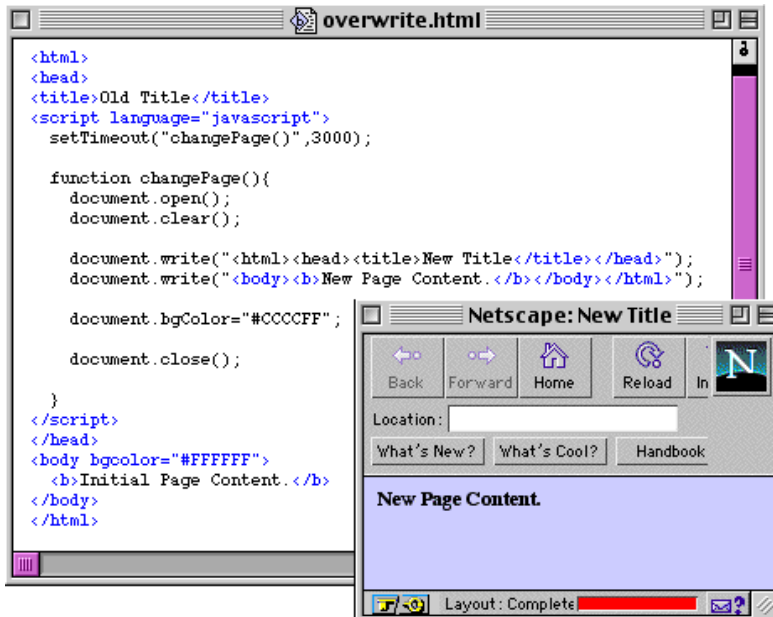 overwrite.html
<html>
<head>
<title>Old Title</title>
<script language="javascript">
  setTimeout("changePage()",3000);

  function changePage(){
    document.open();
    document.clear();

    document.write("<html><head><title>New Title</title></head>");
    document.write("<body><b>New Page Content.</b></body></html>");

    document.bgColor="#CCCCFF";

    document.close();

  }
</script>
</head>
<body bgcolor="#FFFFFF">
  <b>Initial Page Content.</b>
</body>
</html>
Netscape: New Title
Back Forward Home Reload In
N
Location:
What's New? What's Cool? Handbook
New Page Content.
Layout: Complete
?